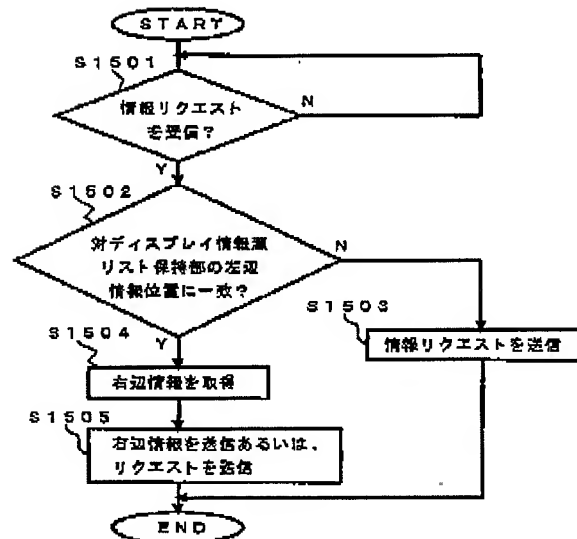 START
S1501
情報リクエスト
を受信?
N
Y
S1502
対ディスプレイ情報源
リスト保持部の左辺
情報位置に一致?
N
Y
S1503
情報リクエストを送信
S1504
右辺情報を取得
S1505
右辺情報を送信あるいは、
リクエストを送信
END